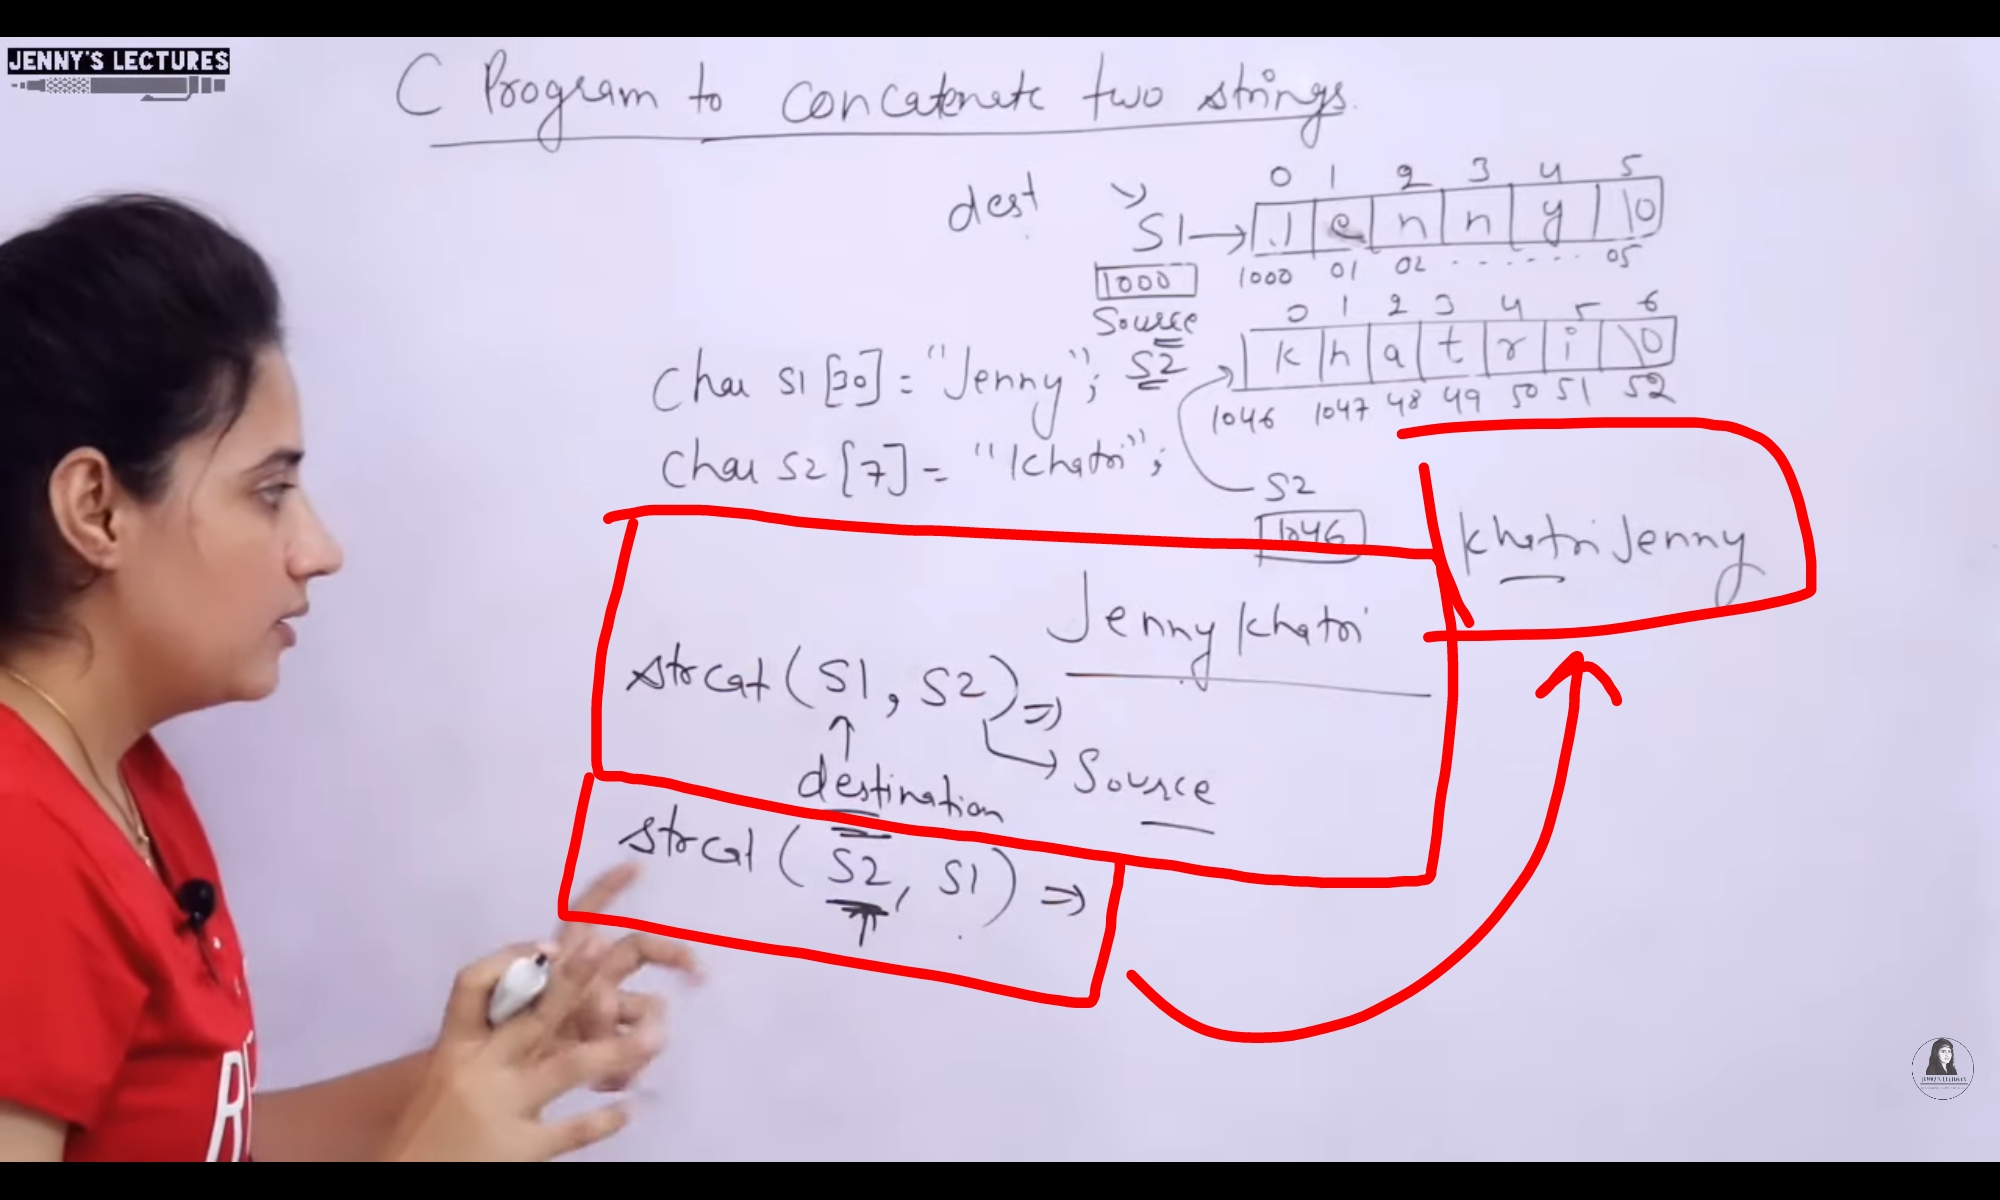 JENNY'S LECTURES
C Program to concatenate two strings.
dest
S1
0 1 2 3 4 5
J e n n y \0
1000
1000 01 02 ....... 05
Source
S2
0 1 2 3 4 5 6
k h a t r i \0
1046 1047 48 49 50 51 52
Char S1 [30] = "Jenny";
Char S2 [7] = "Khatri";
S2
1046
Khatri Jenny
Jenny Khatri
strcat (S1, S2) =>
destination
Source
strcat (S2, S1) =>
R
JENNY'S LECTURES